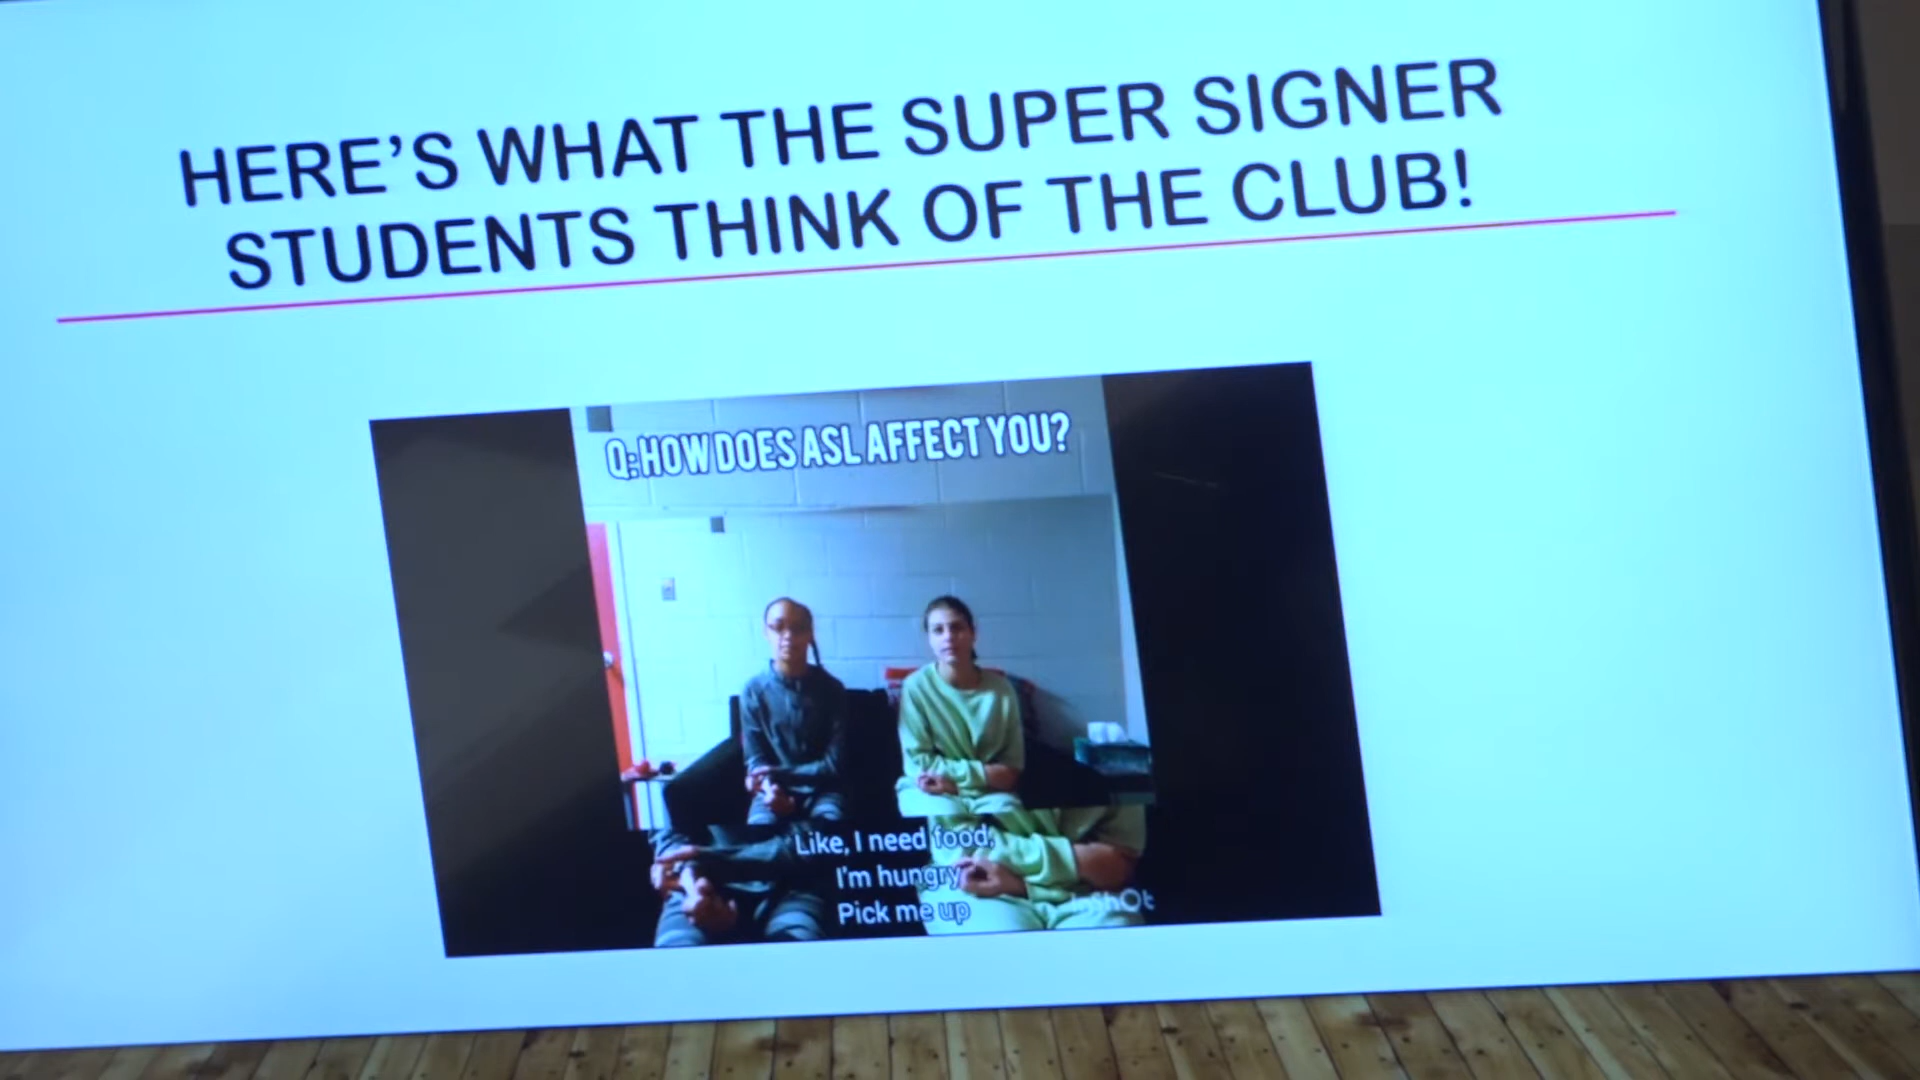 HERE'S WHAT THE SUPER SIGNER
STUDENTS THINK OF THE CLUB!
Q: HOW DOES ASL AFFECT YOU?
Like, I need food,
I'm hungry
Pick me up
InShOt